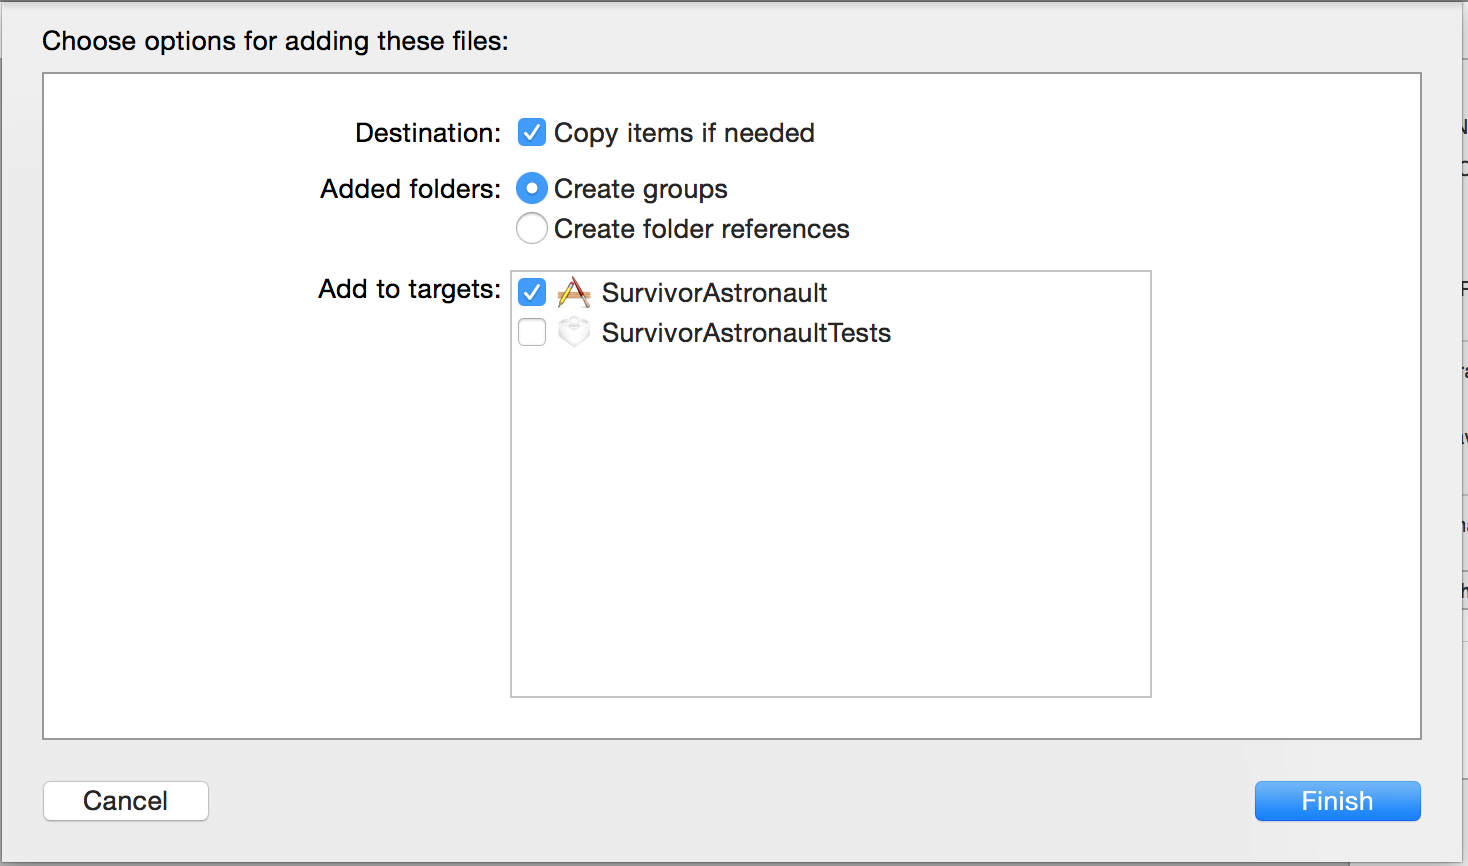 Choose options for adding these files:
Destination: Copy items if needed
Added folders: Create groups
Create folder references
Add to targets: SurvivorAstronault
SurvivorAstronaultTests
Cancel Finish